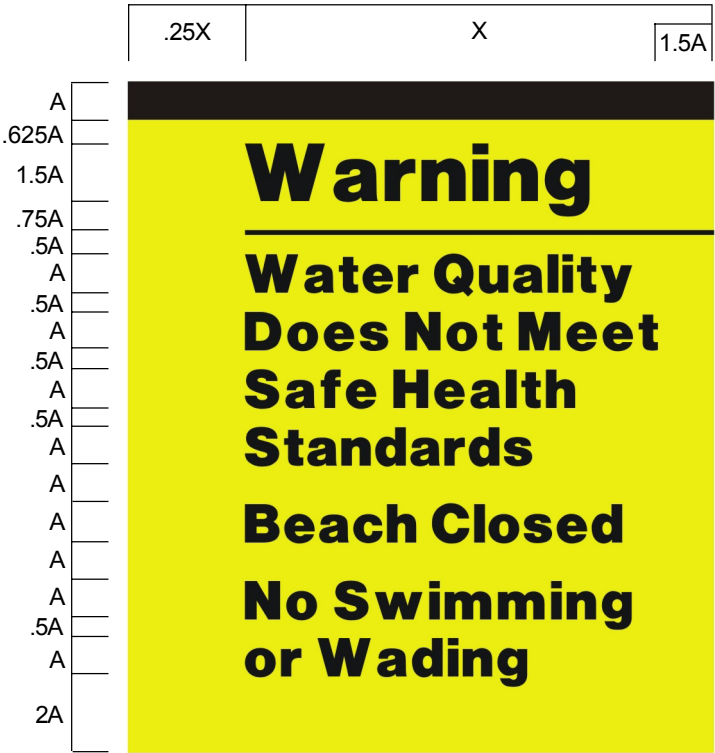 .25X X 1.5A
A
.625A
1.5A
.75A
.5A
A
.5A
A
.5A
A
.5A
A
A
A
A
A
.5A
A
2A
Warning
Water Quality
Does Not Meet
Safe Health
Standards
Beach Closed
No Swimming
or Wading